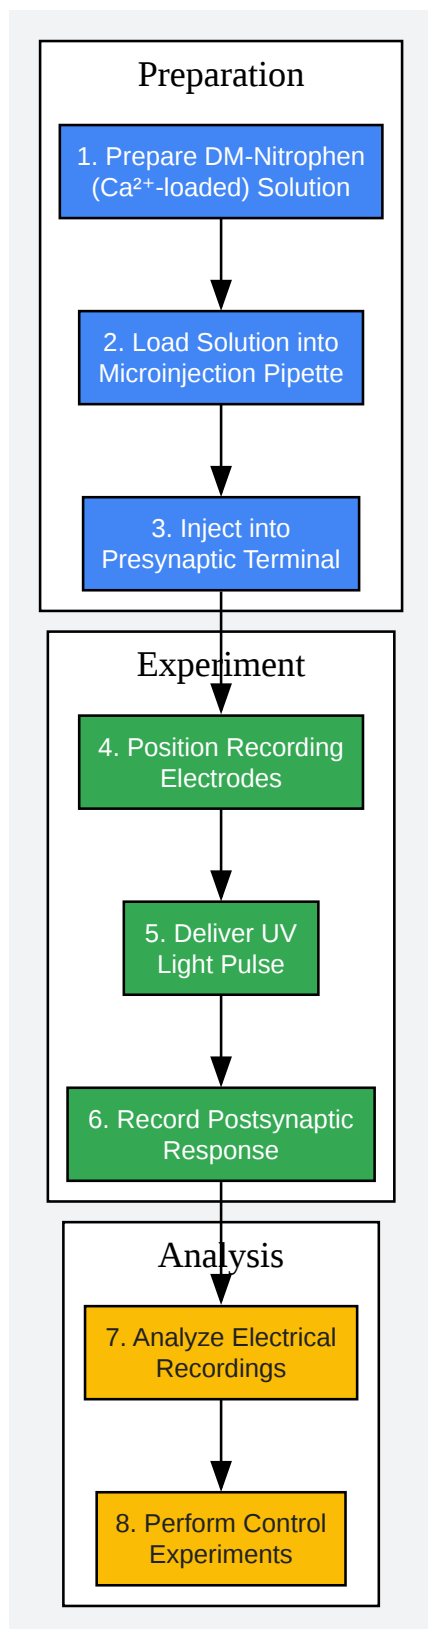 Preparation
1. Prepare DM-Nitrophen
(Ca²⁺-loaded) Solution
2. Load Solution into
Microinjection Pipette
3. Inject into
Presynaptic Terminal
Experiment
4. Position Recording
Electrodes
5. Deliver UV
Light Pulse
6. Record Postsynaptic
Response
Analysis
7. Analyze Electrical
Recordings
8. Perform Control
Experiments